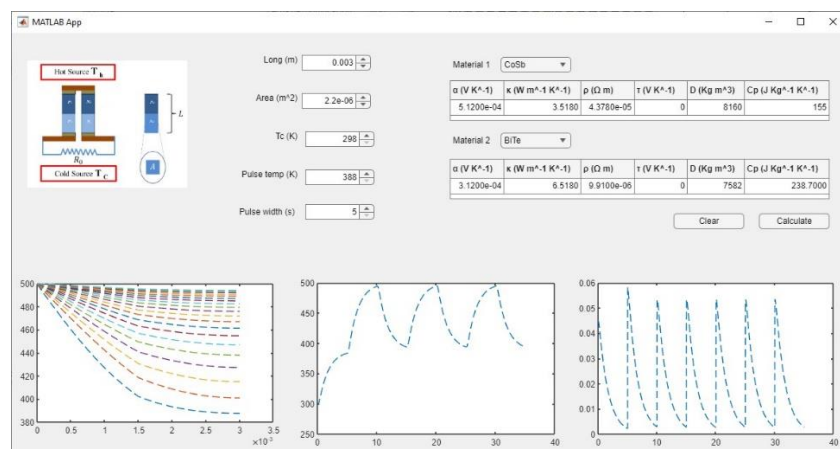 MATLAB App
Hot Source T h
L
R0
A
Cold Source T C
Long (m) 0.003
Area (m^2) 2.2e-06
Tc (K) 298
Pulse temp (K) 388
Pulse width (s) 5
Material 1 CoSb
α (V K^-1) κ (W m^-1 K^-1) ρ (Ω m) τ (V K^-1) D (Kg m^3) Cp (J Kg^-1 K^-1)
5.1200e-04 3.5180 4.3780e-05 0 8160 155
Material 2 BiTe
α (V K^-1) κ (W m^-1 K^-1) ρ (Ω m) τ (V K^-1) D (Kg m^3) Cp (J Kg^-1 K^-1)
3.1200e-04 6.5180 9.9100e-06 0 7582 238.7000
Clear Calculate
500
480
460
440
420
400
380
0 0.5 1 1.5 2 2.5 3 3.5
×10^-3
500
450
400
350
300
250
0 10 20 30 40
0.06
0.05
0.04
0.03
0.02
0.01
0
0 10 20 30 40